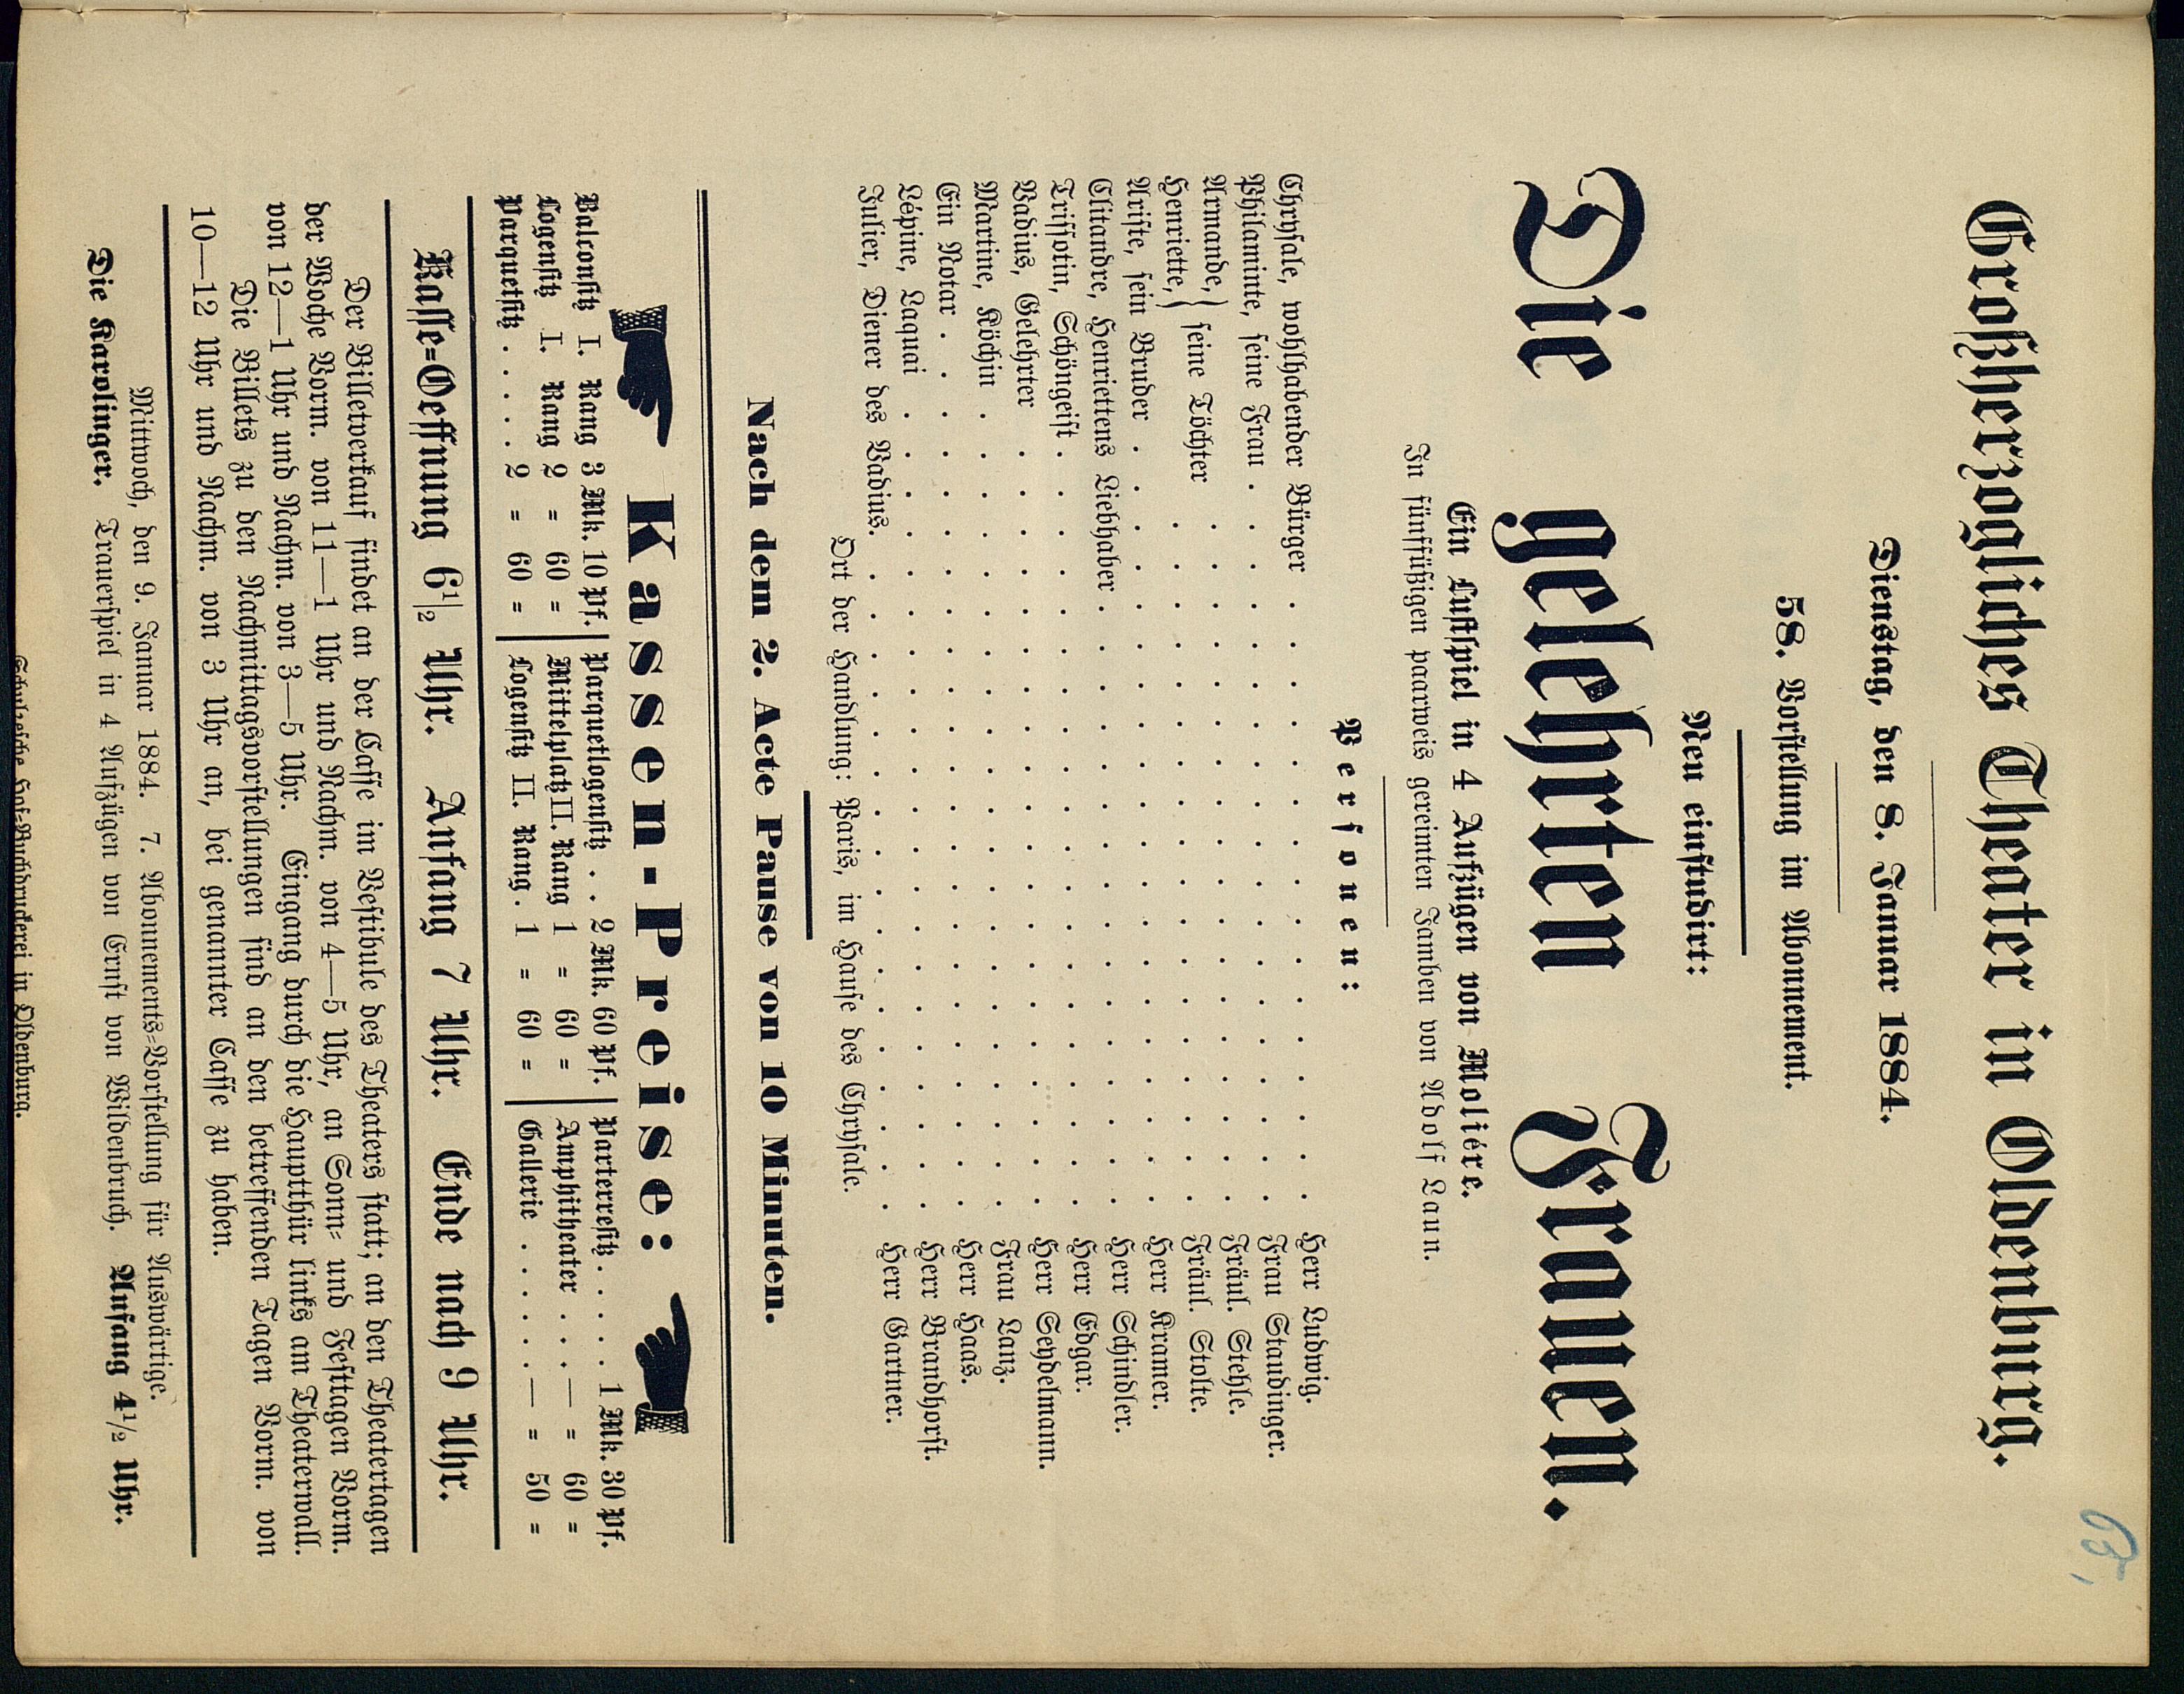 65,
Großherzogliches Theater in Oldenburg.
Dienstag, den 8. Januar 1884.
58. Vorstellung im Abonnement.
Neu einstudirt:
Die gelehrten Frauen.
Ein Lustspiel in 4 Aufzügen von Molière.
In fünffüßigen paarweis gereimten Jamben von Adolf Laun.
Personen:
Chrysale, wohlhabender Bürger . . . . . . . . . Herr Ludwig.
Philaminte, seine Frau . . . . . . . . . . . Frau Staudinger.
Armande, } seine Töchter . . . . . . . . . . Fräul. Stehle.
Henriette, } . . . . . . . . . . Fräul. Stolte.
Ariste, sein Bruder . . . . . . . . . . . . Herr Kramer.
Clitandre, Henriettens Liebhaber . . . . . . . . . Herr Schindler.
Trissotin, Schöngeist . . . . . . . . . . . . Herr Edgar.
Vadius, Gelehrter . . . . . . . . . . . . Herr Seydelmann.
Martine, Köchin . . . . . . . . . . . . . Frau Lanz.
Ein Notar . . . . . . . . . . . . . . . Herr Haas.
Lépine, Laquai . . . . . . . . . . . . . Herr Brandhorst.
Julier, Diener des Vadius. . . . . . . . . . . Herr Gartner.
Ort der Handlung: Paris, im Hause des Chrysale.
Nach dem 2. Acte Pause von 10 Minuten.
Kassen-Preise:
Balconsitz I. Rang 3 Mk. 10 Pf. | Parquetlogensitz . . 2 Mk. 60 Pf. | Parterresitz . . . . 1 Mk. 30 Pf.
Logensitz I. Rang 2 = 60 = | Mittelplatz II. Rang 1 = 60 = | Amphitheater . . . — = 60 =
Parquetsitz . . . . 2 = 60 = | Logensitz II. Rang . 1 = 60 = | Gallerie . . . . . — = 50 =
Kasse-Oeffnung 6½ Uhr. Anfang 7 Uhr. Ende nach 9 Uhr.
Der Billetverkauf findet an der Casse im Vestibule des Theaters statt; an den Theatertagen
der Woche Vorm. von 11—1 Uhr und Nachm. von 4—5 Uhr, an Sonn= und Festtagen Vorm.
von 12—1 Uhr und Nachm. von 3—5 Uhr. Eingang durch die Hauptthür links am Theaterwall.
Die Billets zu den Nachmittagsvorstellungen sind an den betreffenden Tagen Vorm. von
10—12 Uhr und Nachm. von 3 Uhr an, bei genannter Casse zu haben.
Mittwoch, den 9. Januar 1884. 7. Abonnements=Vorstellung für Auswärtige.
Die Karolinger. Trauerspiel in 4 Aufzügen von Ernst von Wildenbruch. Anfang 4½ Uhr.
Schulzesche Hof=Buchdruckerei in Oldenburg.